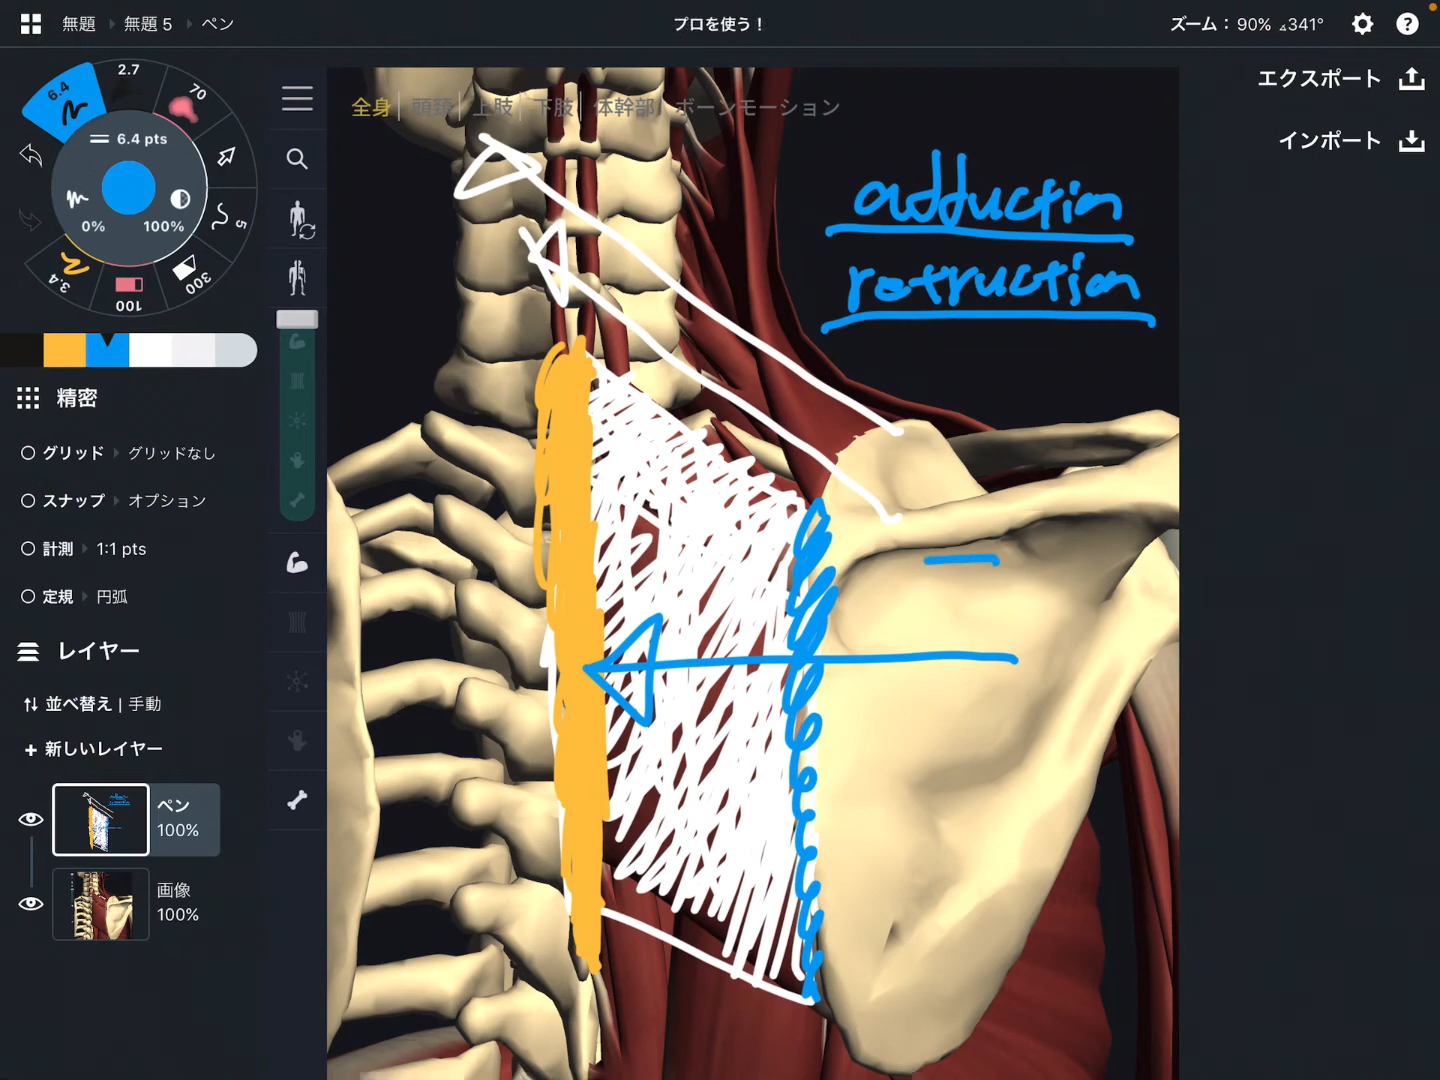 無題 無題 5 ペン
プロを使う！
ズーム： 90% ⊿341°
エクスポート
インポート
6.4
2.7
70
6.4 pts
0% 100%
5
3.4
100
300
全身 頭頚 上肢 下肢 体幹部 ボーンモーション
adductin
retruction
精密
グリッド グリッドなし
スナップ オプション
計測 1:1 pts
定規 円弧
レイヤー
並べ替え | 手動
+ 新しいレイヤー
ペン
100%
画像
100%